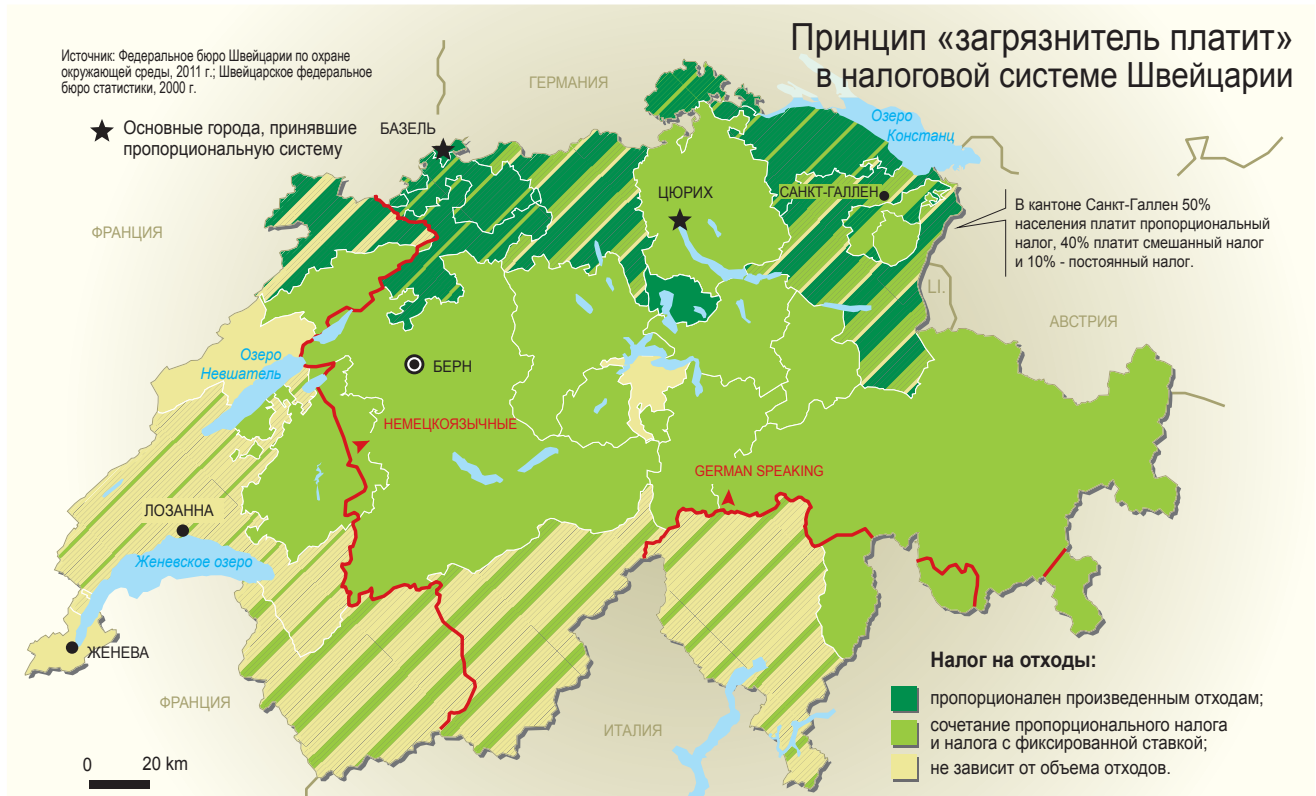 Принцип «загрязнитель платит»
в налоговой системе Швейцарии
Источник: Федеральное бюро Швейцарии по охране
окружающей среды, 2011 г.; Швейцарское федеральное
бюро статистики, 2000 г.
Основные города, принявшие
пропорциональную систему
ГЕРМАНИЯ
БАЗЕЛЬ
Озеро
Констанц
ЦЮРИХ
САНКТ-ГАЛЛЕН
В кантоне Санкт-Галлен 50%
населения платит пропорциональный
налог, 40% платит смешанный налог
и 10% - постоянный налог.
ФРАНЦИЯ
LI.
АВСТРИЯ
Озеро
Невшатель
БЕРН
НЕМЕЦКОЯЗЫЧНЫЕ
GERMAN SPEAKING
ЛОЗАННА
Женевское озеро
ЖЕНЕВА
ФРАНЦИЯ
ИТАЛИЯ
Налог на отходы:
пропорционален произведенным отходам;
сочетание пропорционального налога
и налога с фиксированной ставкой;
не зависит от объема отходов.
0 20 km